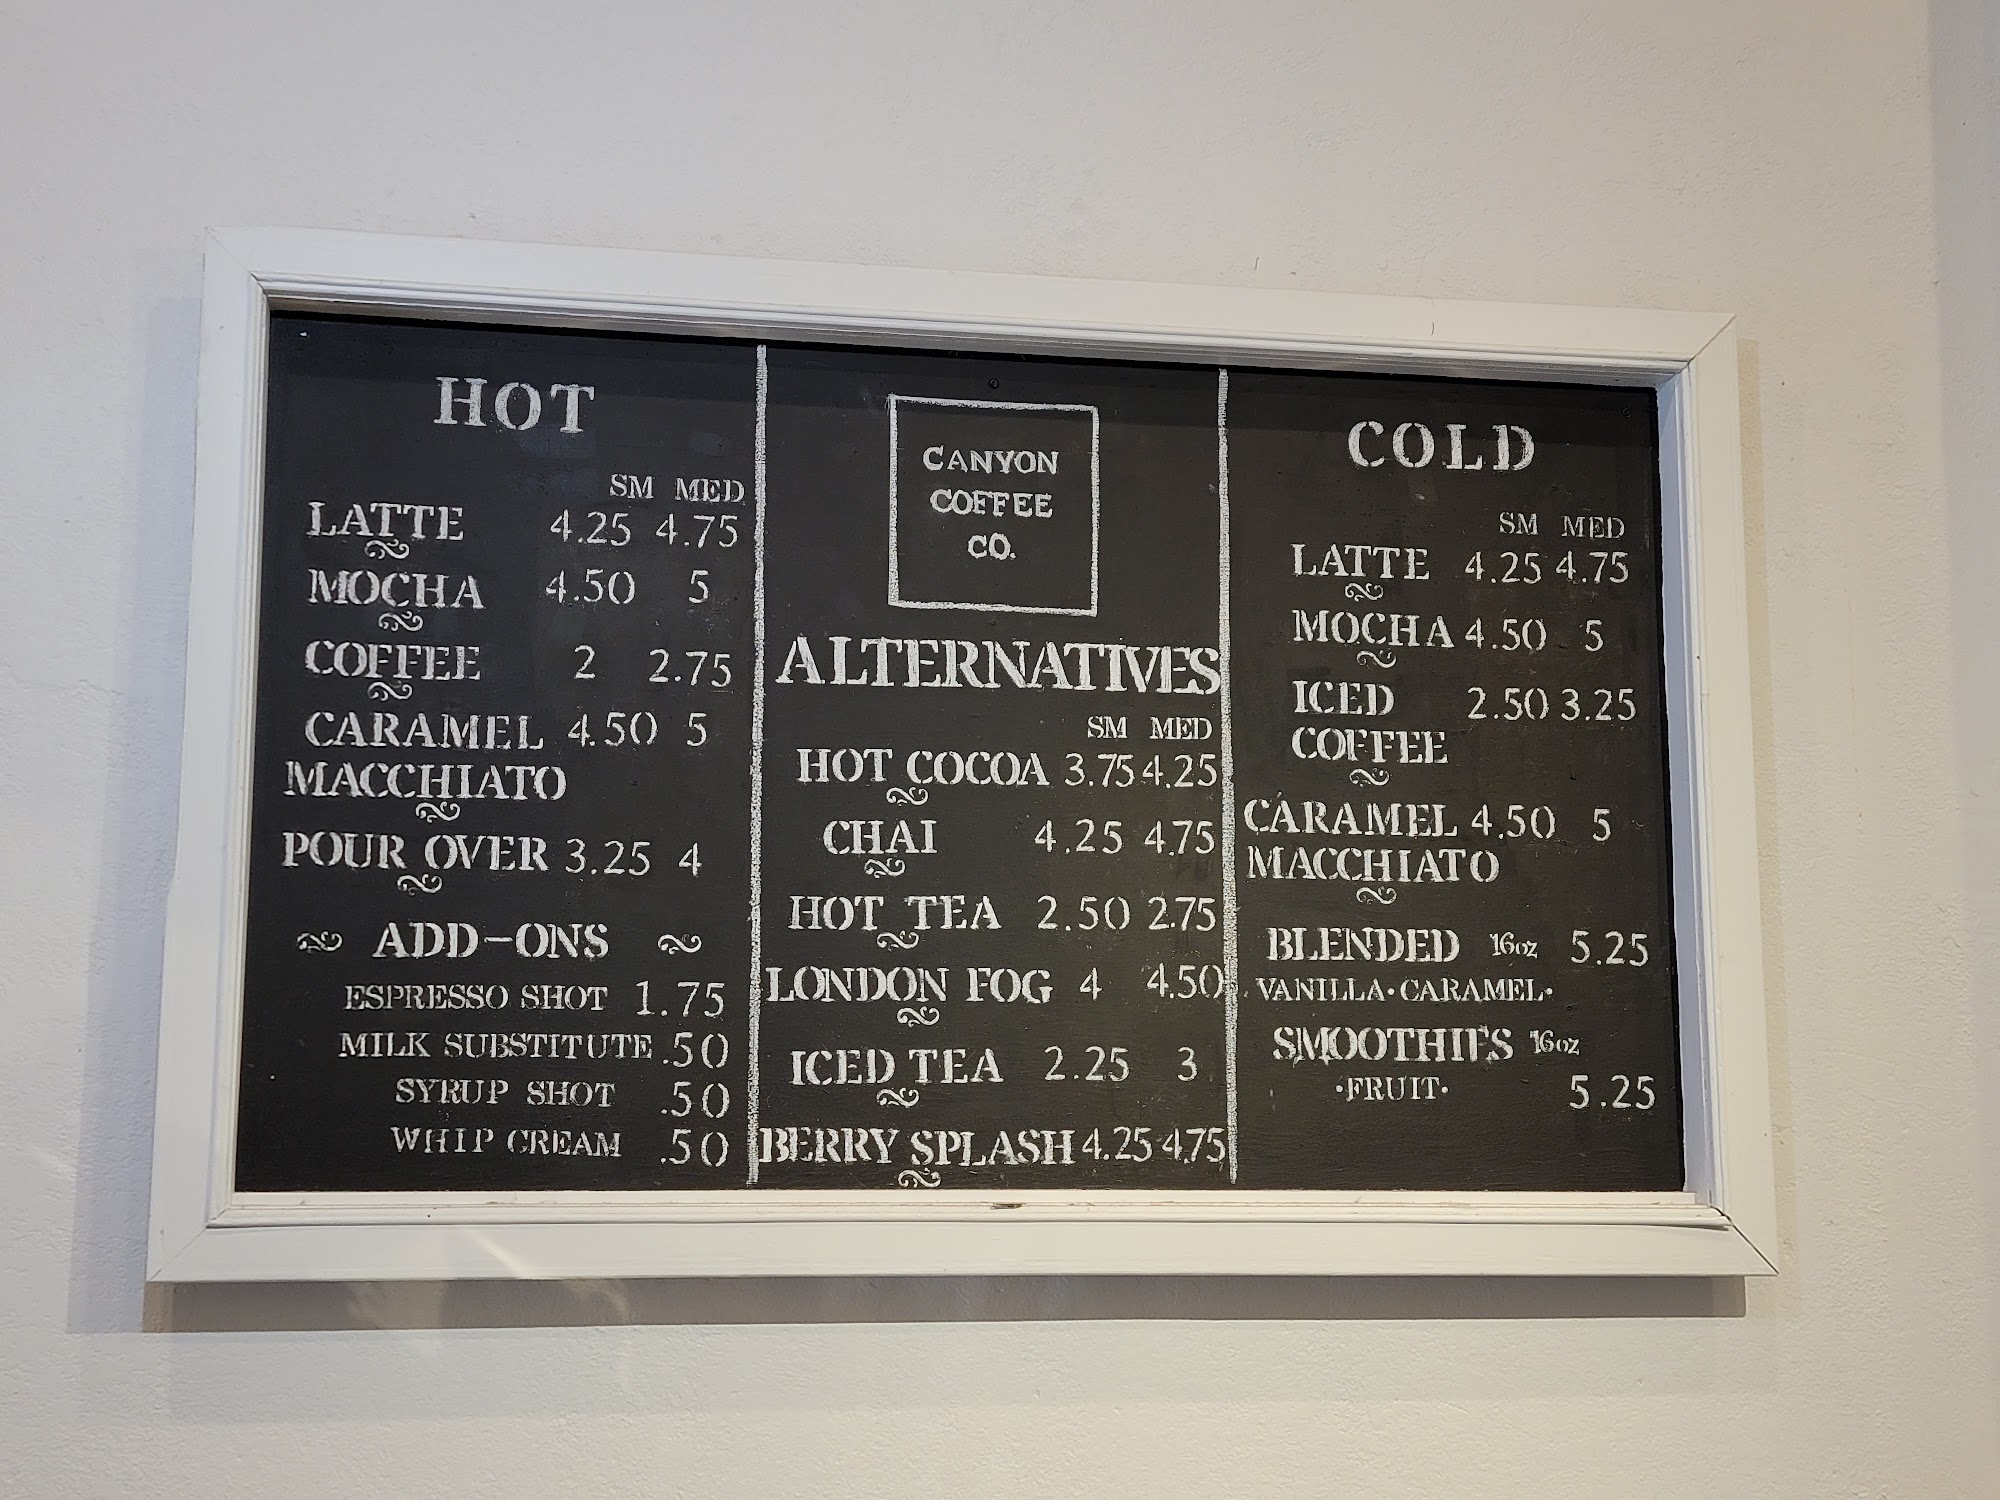 HOT
SM MED
LATTE 4.25 4.75
MOCHA 4.50 5
COFFEE 2 2.75
CARAMEL 4.50 5
MACCHIATO
POUR OVER 3.25 4
ADD-ONS
ESPRESSO SHOT 1.75
MILK SUBSTITUTE .50
SYRUP SHOT .50
WHIP CREAM .50
CANYON
COFFEE
CO.
ALTERNATIVES
SM MED
HOT COCOA 3.75 4.25
CHAI 4.25 4.75
HOT TEA 2.50 2.75
LONDON FOG 4 4.50
ICED TEA 2.25 3
BERRY SPLASH 4.25 4.75
COLD
SM MED
LATTE 4.25 4.75
MOCHA 4.50 5
ICED 2.50 3.25
COFFEE
CARAMEL 4.50 5
MACCHIATO
BLENDED 16oz 5.25
VANILLA·CARAMEL·
SMOOTHIES 16oz
·FRUIT· 5.25